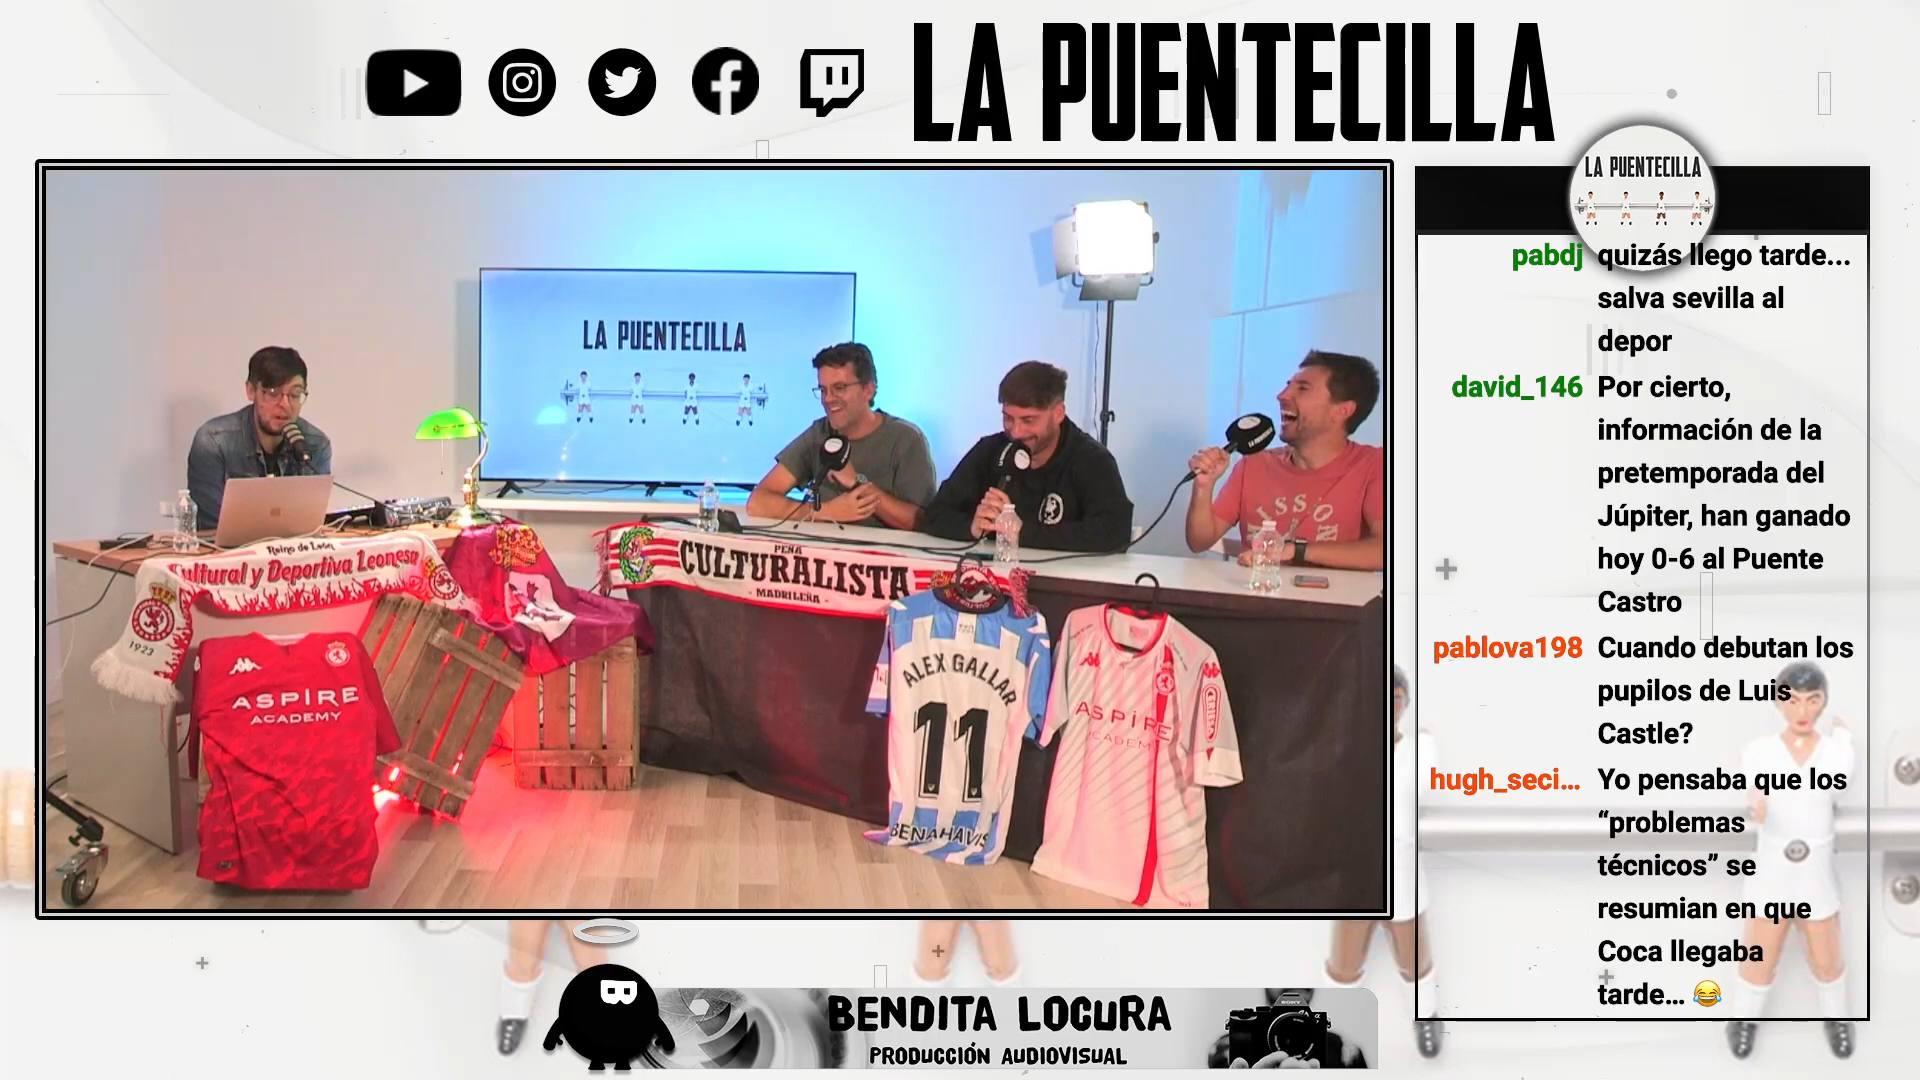 LA PUENTECILLA
LA PUENTECILLA
pabdj quizás llego tarde...
salva sevilla al
depor
david_146 Por cierto,
información de la
pretemporada del
Júpiter, han ganado
hoy 0-6 al Puente
Castro
pablova198 Cuando debutan los
pupilos de Luis
Castle?
hugh_seci... Yo pensaba que los
“problemas
técnicos” se
resumian en que
Coca llegaba
tarde... 😂
LA PUENTECILLA
Reino de León
Cultural y Deportiva Leonesa
1923
PEÑA
CULTURALISTA
- MADRILEÑA -
ASPIRE
ACADEMY
ALEX GALLAR
11
BENAHAVIS
ASPIRE
ACADEMY
BENDITA LOCURA
PRODUCCIÓN AUDIOVISUAL
SONY